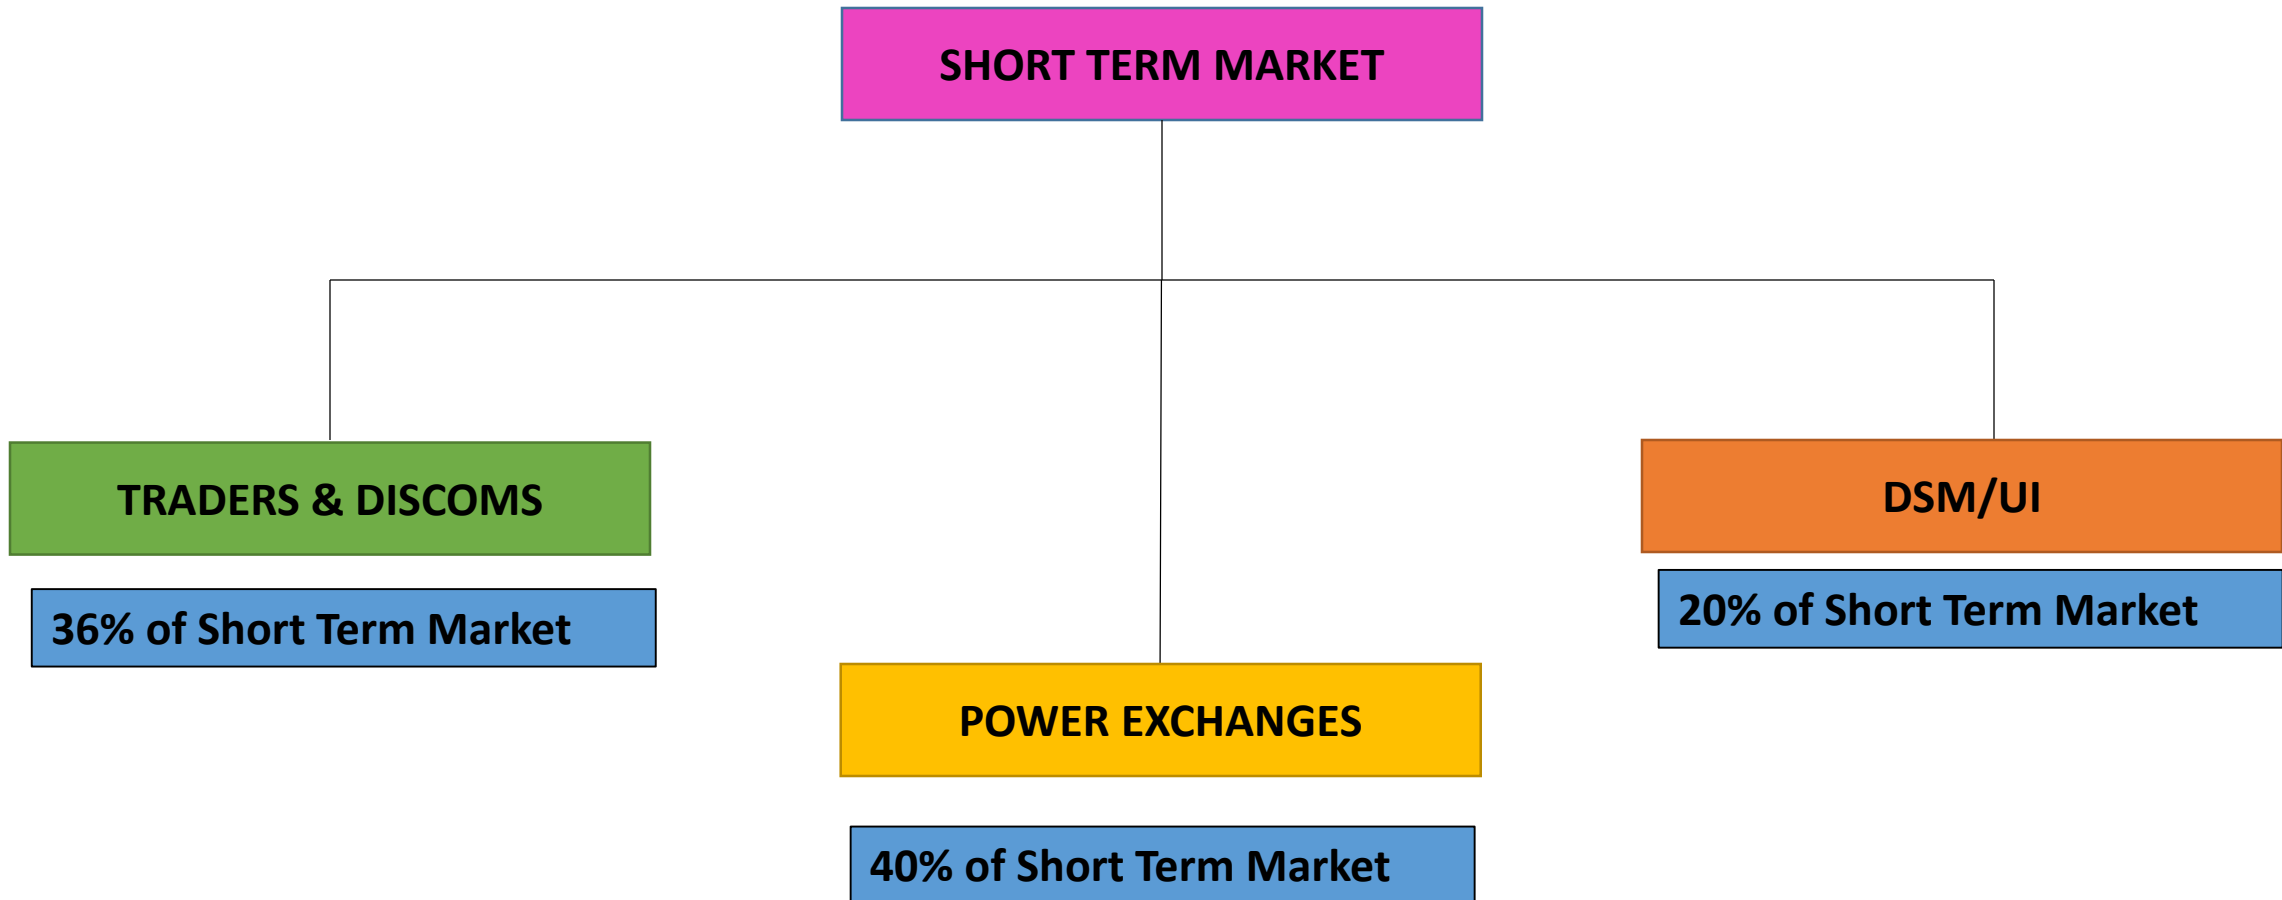 SHORT TERM MARKET
TRADERS & DISCOMS
DSM/UI
36% of Short Term Market
20% of Short Term Market
POWER EXCHANGES
40% of Short Term Market